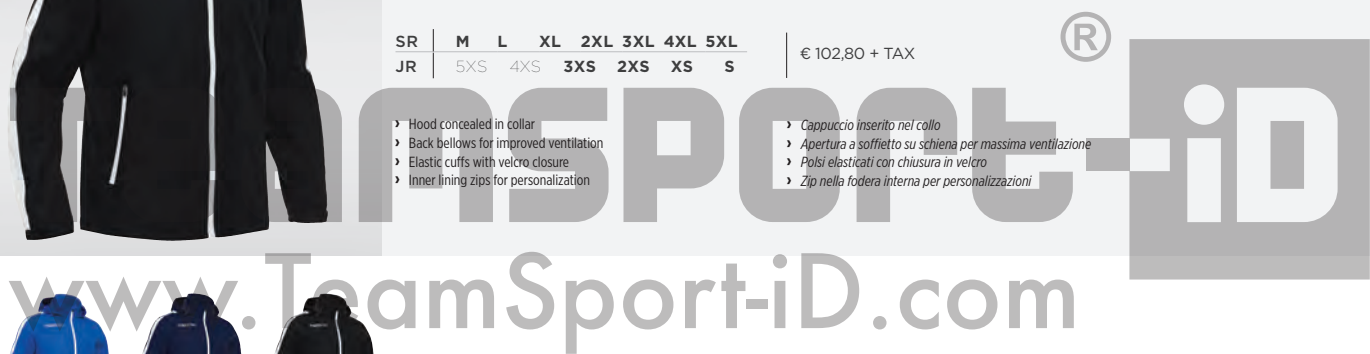 SR M L XL 2XL 3XL 4XL 5XL
JR 5XS 4XS 3XS 2XS XS S
€ 102,80 + TAX
®
› Hood concealed in collar
› Back bellows for improved ventilation
› Elastic cuffs with velcro closure
› Inner lining zips for personalization
› Cappuccio inserito nel collo
› Apertura a soffietto su schiena per massima ventilazione
› Polsi elasticati con chiusura in velcro
› Zip nella fodera interna per personalizzazioni
TeamSport-iD
www.TeamSport-iD.com